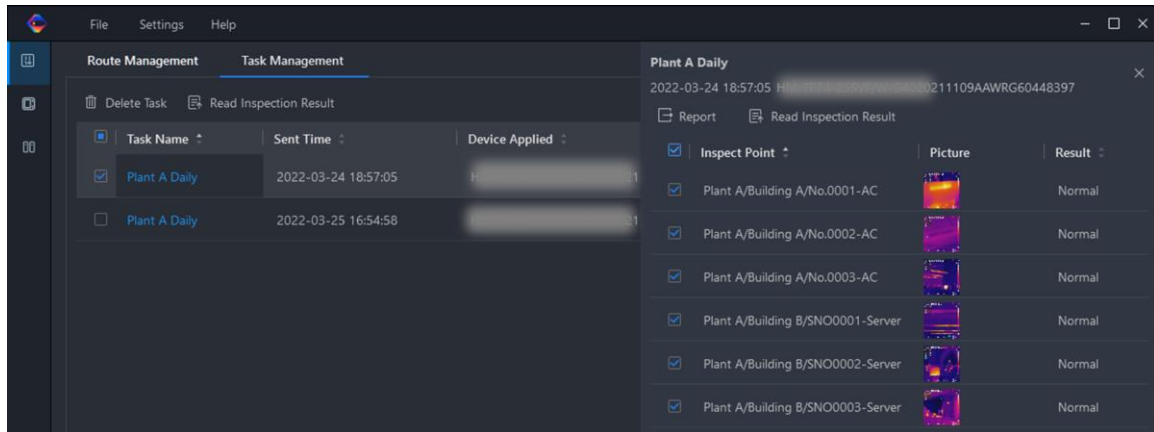 File Settings Help
Route Management Task Management
Delete Task Read Inspection Result
Task Name Sent Time Device Applied
Plant A Daily 2022-03-24 18:57:05
Plant A Daily 2022-03-25 16:54:58
Plant A Daily
2022-03-24 18:57:05
Report Read Inspection Result
Inspect Point Picture Result
Plant A/Building A/No.0001-AC Normal
Plant A/Building A/No.0002-AC Normal
Plant A/Building A/No.0003-AC Normal
Plant A/Building B/SNO0001-Server Normal
Plant A/Building B/SNO0002-Server Normal
Plant A/Building B/SNO0003-Server Normal